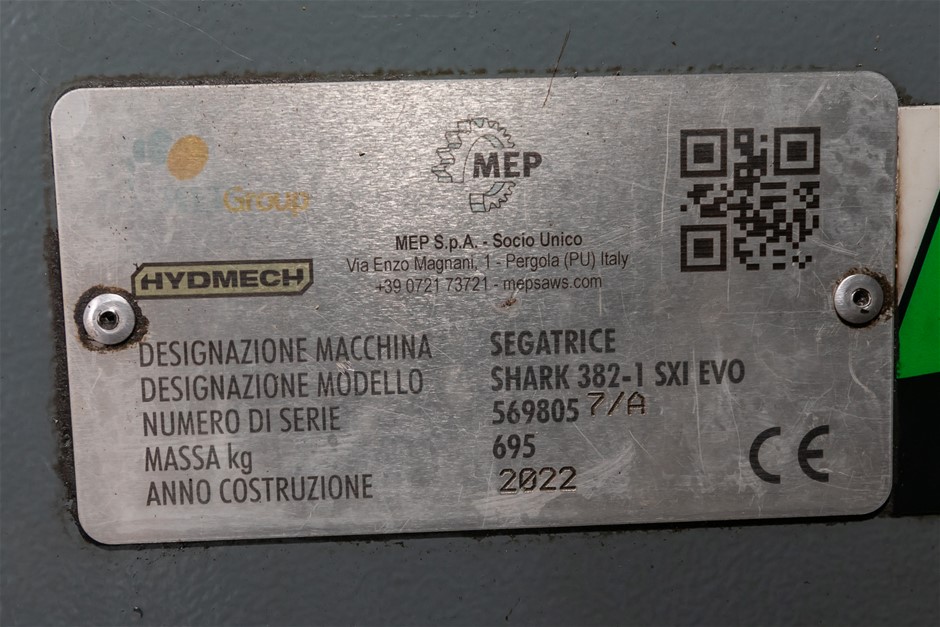 Group
HYDMECH
MEP
MEP S.p.A. - Socio Unico
Via Enzo Magnani, 1 - Pergola (PU) Italy
+39 0721 73721 - mepsaws.com
DESIGNAZIONE MACCHINA SEGATRICE
DESIGNAZIONE MODELLO SHARK 382-1 SXI EVO
NUMERO DI SERIE 569805 7/A
MASSA kg 695
ANNO COSTRUZIONE 2022
CE